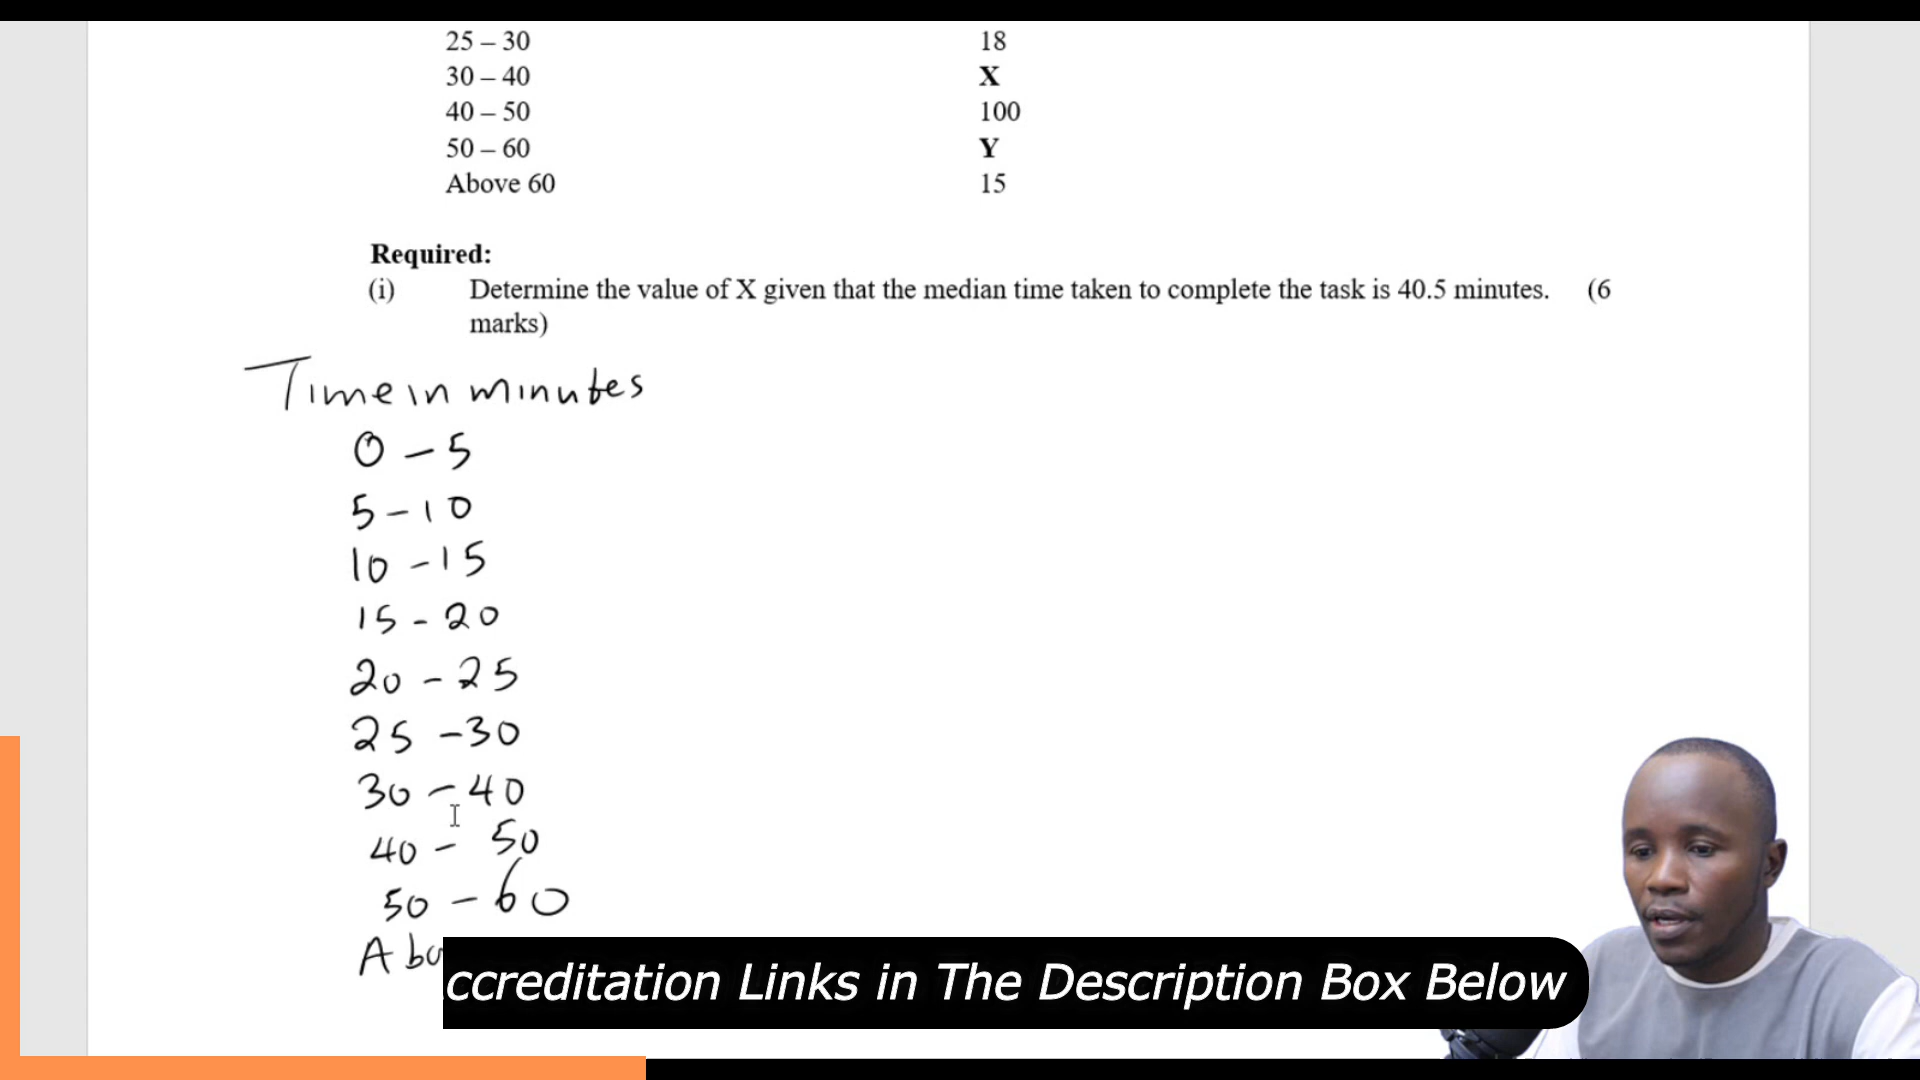 25 – 30 18
30 – 40 X
40 – 50 100
50 – 60 Y
Above 60 15
Required:
(i) Determine the value of X given that the median time taken to complete the task is 40.5 minutes. (6
marks)
Time in minutes
0 – 5
5 – 10
10 – 15
15 – 20
20 – 25
25 – 30
30 – 40
40 – 50
50 – 60
ccreditation Links in The Description Box Below